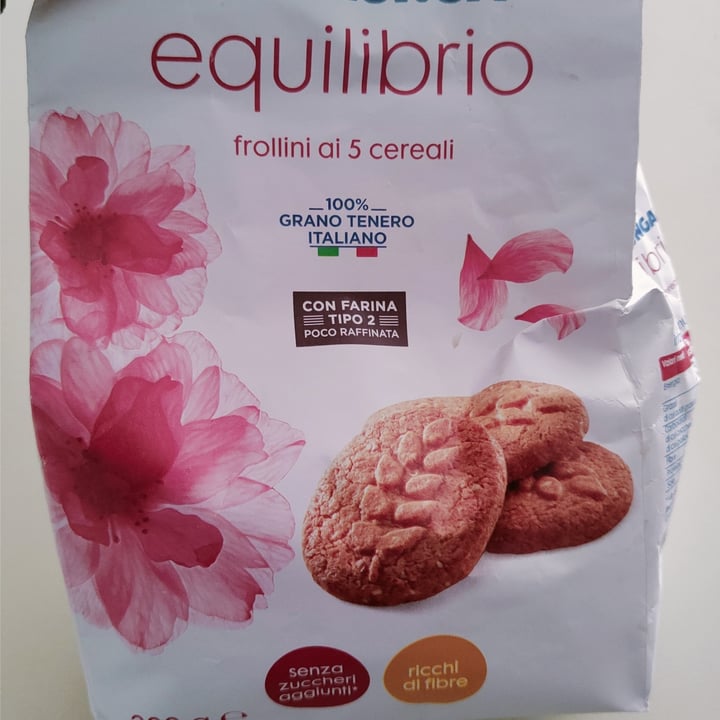 equilibrio
frollini ai 5 cereali
100%
GRANO TENERO
ITALIANO
CON FARINA
TIPO 2
POCO RAFFINATA
senza
zuccheri
aggiunti*
ricchi
di fibre